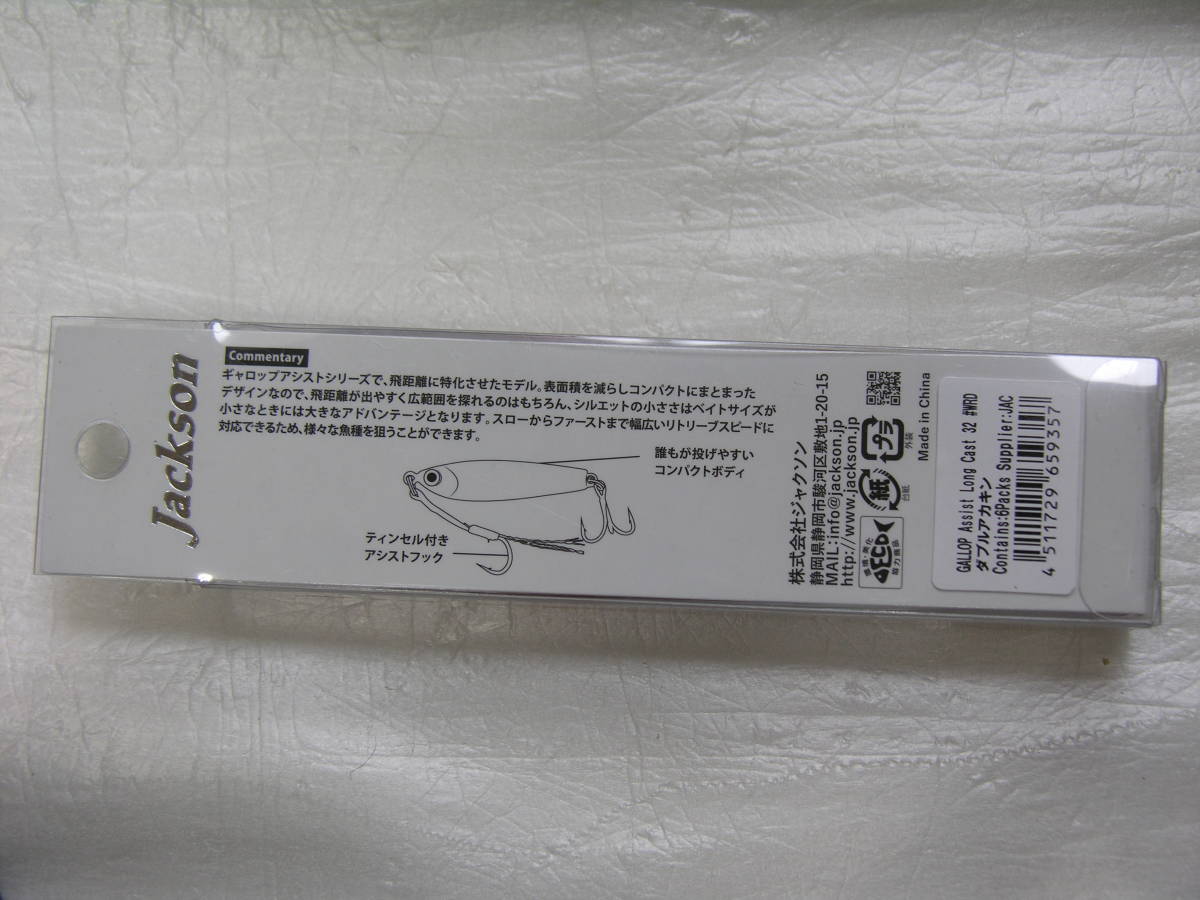 Jackson
Commentary
ギャロップアシストシリーズで、飛距離に特化させたモデル。表面積を減らしコンパクトにまとまった
デザインなので、飛距離が出やすく広範囲を探れるのはもちろん、シルエットの小ささはベイトサイズが
小さなときには大きなアドバンテージとなります。スローからファーストまで幅広いリトリーブスピードに
対応できるため、様々な魚種を狙うことができます。
誰もが投げやすい
コンパクトボディ
ティンセル付き
アシストフック
株式会社ジャクソン
静岡県静岡市駿河区敷地1-20-15
MAIL:info@jackson.jp
http://www.jackson.jp
環境・美化
ECO
協力商品
紙
台紙
プラ
外装
Made in China
GALLOP Assist Long Cast 32 #WRD
ダブルアカキン
Contains:6Packs Supplier:JAC
4 511729 659357